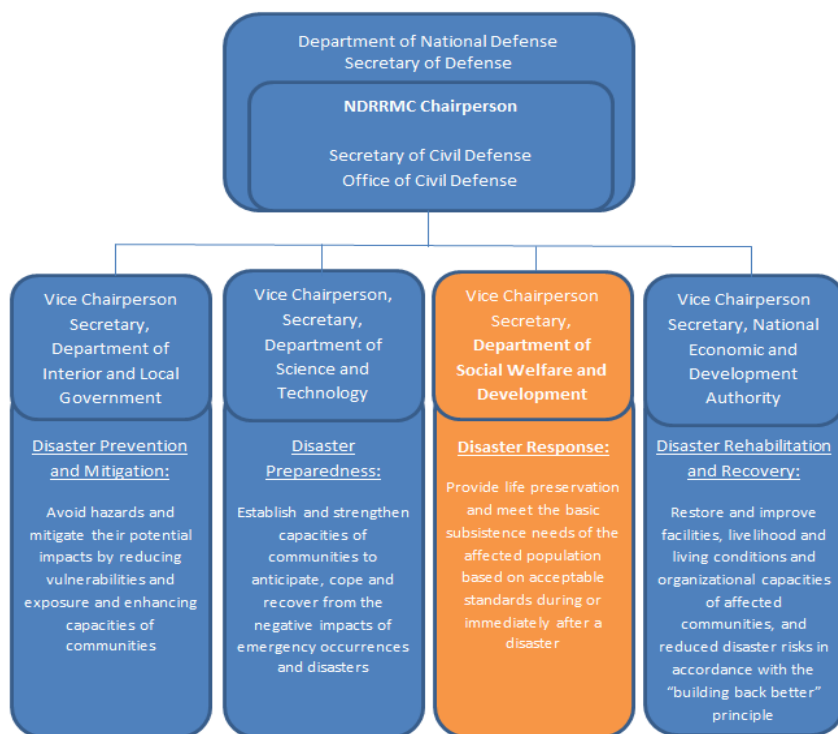 Department of National Defense
Secretary of Defense
NDRRMC Chairperson
Secretary of Civil Defense
Office of Civil Defense
Vice Chairperson
Secretary,
Department of
Interior and Local
Government
Disaster Prevention
and Mitigation:
Avoid hazards and
mitigate their potential
impacts by reducing
vulnerabilities and
exposure and enhancing
capacities of
communities
Vice Chairperson,
Secretary,
Department of
Science and
Technology
Disaster
Preparedness:
Establish and strengthen
capacities of
communities to
anticipate, cope and
recover from the
negative impacts of
emergency occurrences
and disasters
Vice Chairperson
Secretary,
Department of
Social Welfare and
Development
Disaster Response:
Provide life preservation
and meet the basic
subsistence needs of the
affected population
based on acceptable
standards during or
immediately after a
disaster
Vice Chairperson
Secretary, National
Economic and
Development
Authority
Disaster Rehabilitation
and Recovery:
Restore and improve
facilities, livelihood and
living conditions and
organizational capacities
of affected
communities, and
reduced disaster risks in
accordance with the
“building back better”
principle